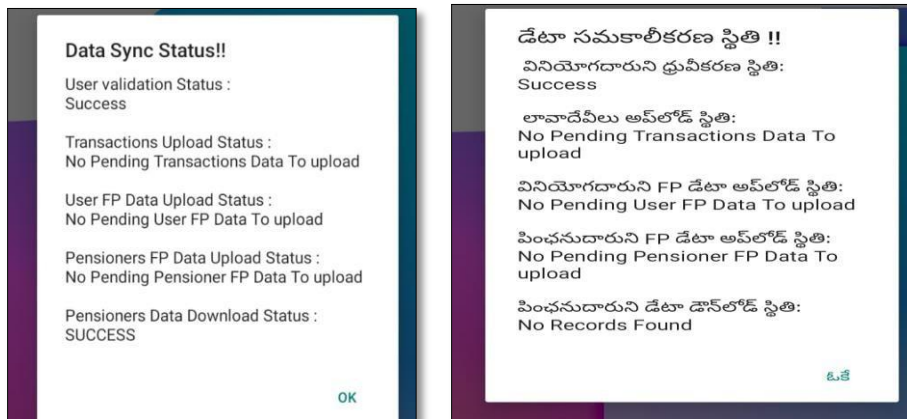 Data Sync Status!!
User validation Status :
Success
Transactions Upload Status :
No Pending Transactions Data To upload
User FP Data Upload Status :
No Pending User FP Data To upload
Pensioners FP Data Upload Status :
No Pending Pensioner FP Data To upload
Pensioners Data Download Status :
SUCCESS
OK
డేటా సమకాలీకరణ స్థితి !!
వినియోగదారుని ధ్రువీకరణ స్థితి:
Success
లావాదేవీలు అప్‌లోడ్ స్థితి:
No Pending Transactions Data To
upload
వినియోగదారుని FP డేటా అప్‌లోడ్ స్థితి:
No Pending User FP Data To upload
పింఛనుదారుని FP డేటా అప్‌లోడ్ స్థితి:
No Pending Pensioner FP Data To
upload
పింఛనుదారుని డేటా డౌన్‌లోడ్ స్థితి:
No Records Found
ఓకే